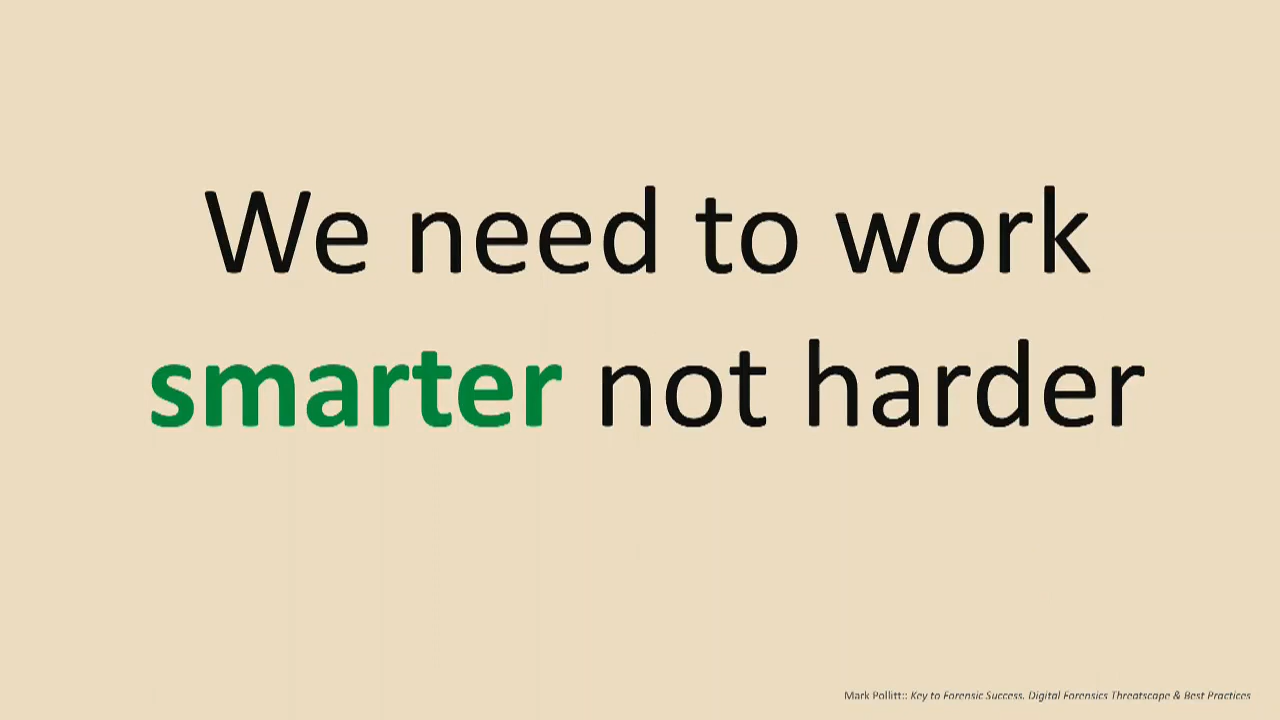 We need to work
smarter not harder
Mark Pollitt:: Key to Forensic Success. Digital Forensics Threatscape & Best Practices